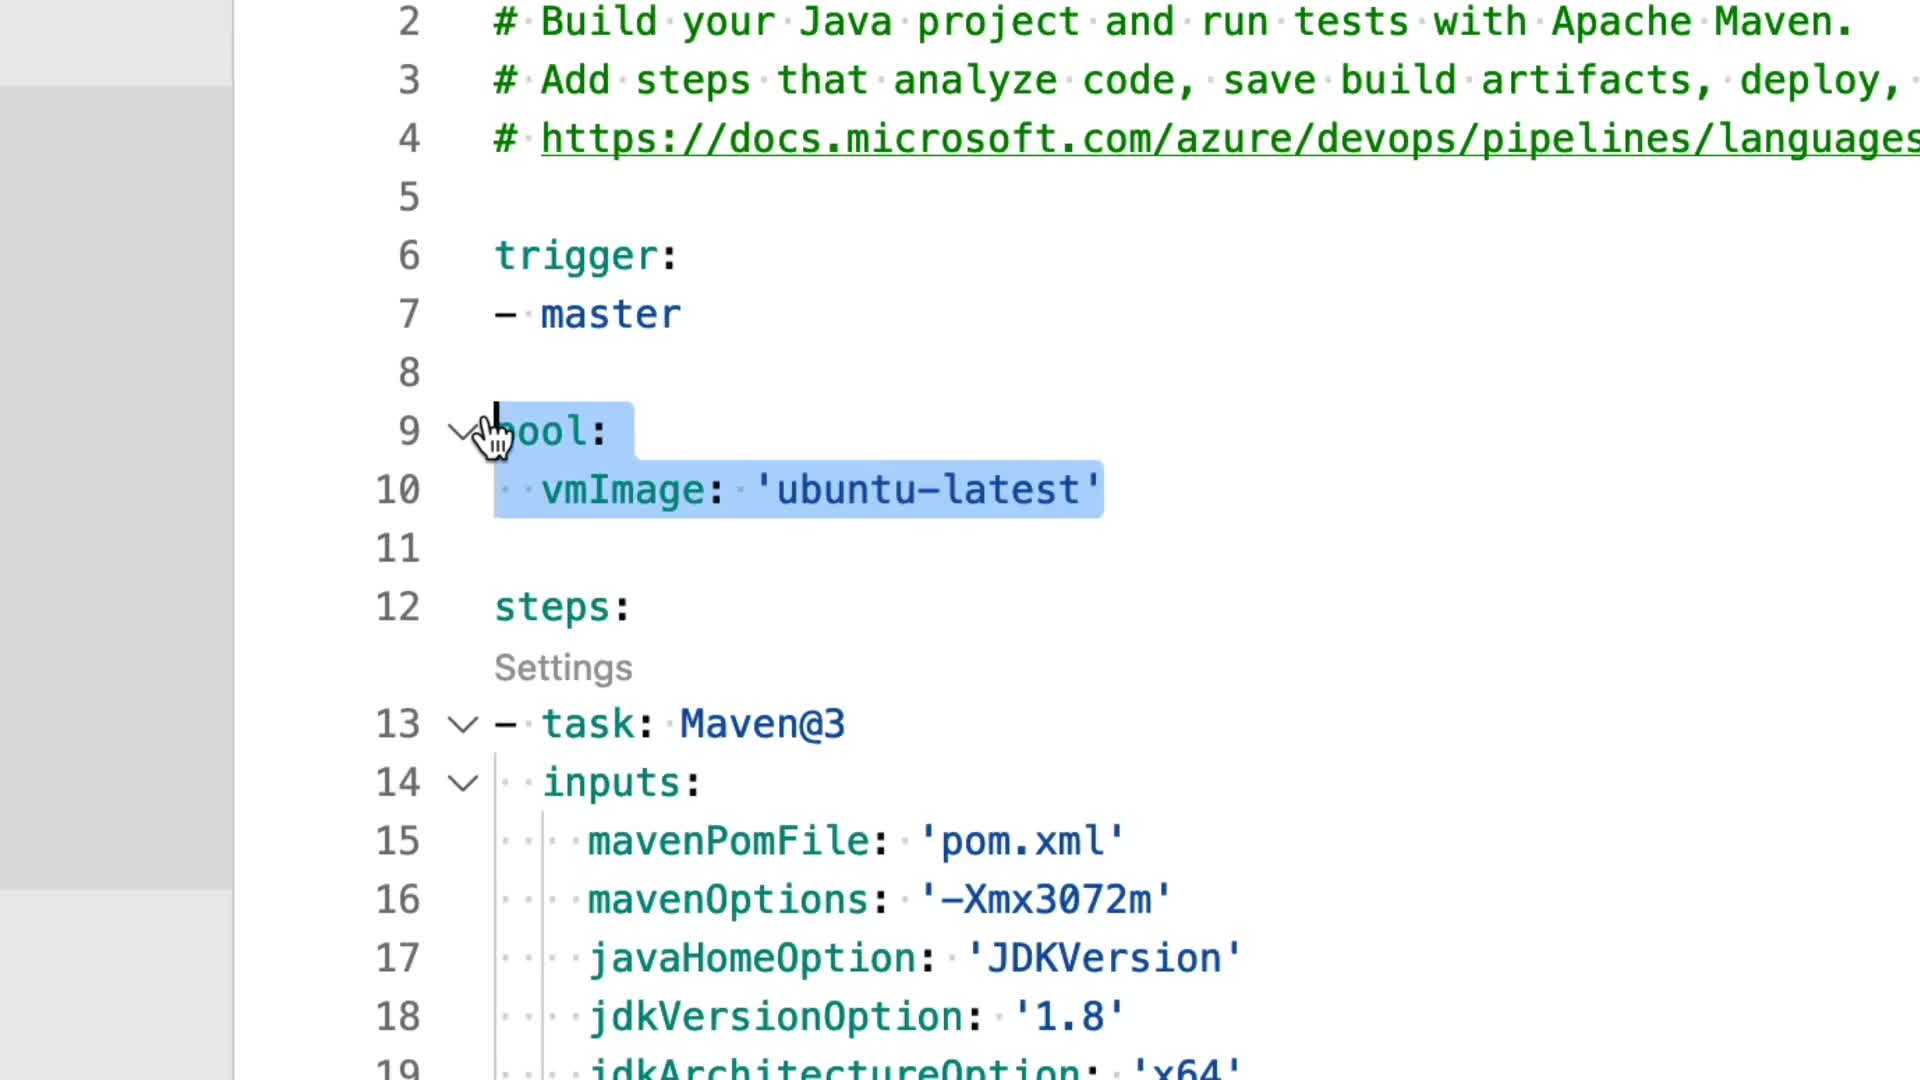 2 # Build your Java project and run tests with Apache Maven.
3 # Add steps that analyze code, save build artifacts, deploy,
4 # https://docs.microsoft.com/azure/devops/pipelines/languages
5
6 trigger:
7 - master
8
9 pool:
10 vmImage: 'ubuntu-latest'
11
12 steps:
Settings
13 - task: Maven@3
14 inputs:
15 mavenPomFile: 'pom.xml'
16 mavenOptions: '-Xmx3072m'
17 javaHomeOption: 'JDKVersion'
18 jdkVersionOption: '1.8'
19 jdkArchitectureOption: 'x64'